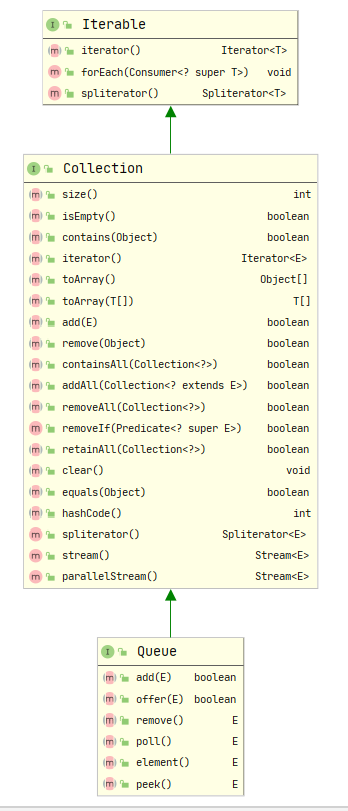 I Iterable
m iterator() Iterator<T>
m forEach(Consumer<? super T>) void
m spliterator() Spliterator<T>
I Collection
m size() int
m isEmpty() boolean
m contains(Object) boolean
m iterator() Iterator<E>
m toArray() Object[]
m toArray(T[]) T[]
m add(E) boolean
m remove(Object) boolean
m containsAll(Collection<?>) boolean
m addAll(Collection<? extends E>) boolean
m removeAll(Collection<?>) boolean
m removeIf(Predicate<? super E>) boolean
m retainAll(Collection<?>) boolean
m clear() void
m equals(Object) boolean
m hashCode() int
m spliterator() Spliterator<E>
m stream() Stream<E>
m parallelStream() Stream<E>
I Queue
m add(E) boolean
m offer(E) boolean
m remove() E
m poll() E
m element() E
m peek() E